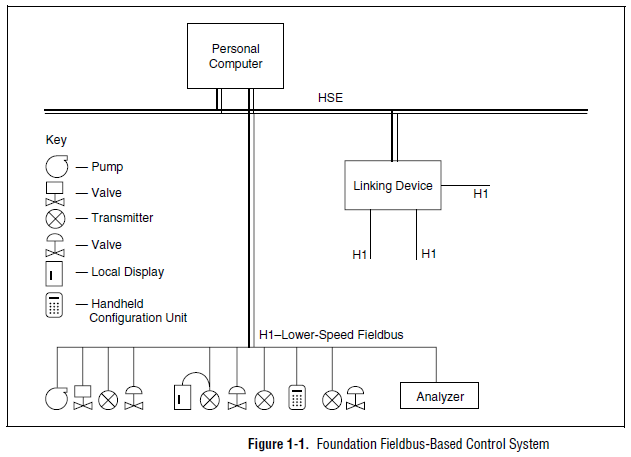 Personal
Computer
HSE
Key
— Pump
— Valve
— Transmitter
— Valve
— Local Display
— Handheld
Configuration Unit
Linking Device
H1
H1
H1
H1–Lower-Speed Fieldbus
Analyzer
Figure 1-1. Foundation Fieldbus-Based Control System